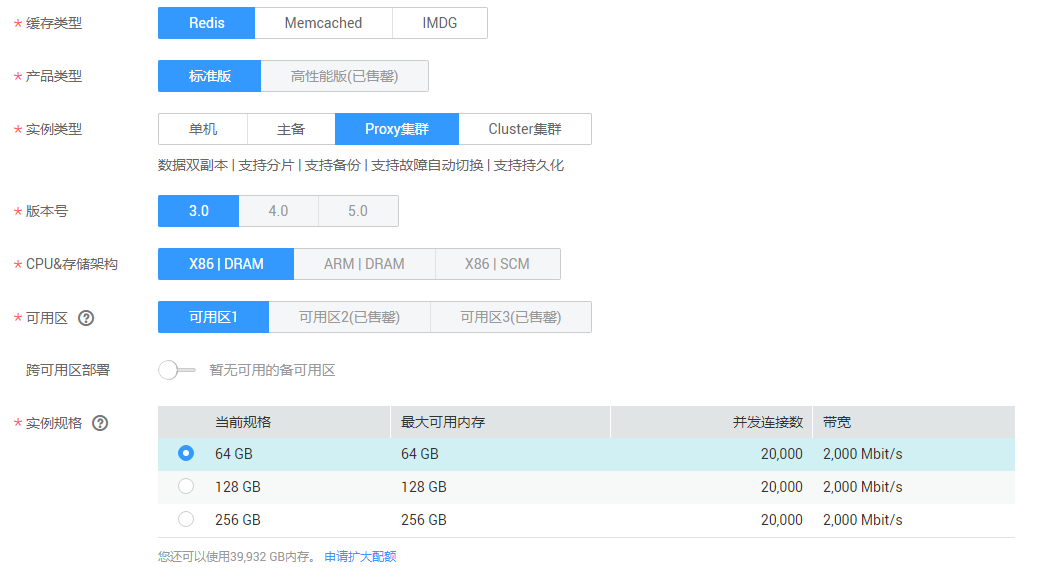 * 缓存类型 Redis Memcached IMDG
* 产品类型 标准版 高性能版(已售罄)
* 实例类型 单机 主备 Proxy集群 Cluster集群
数据双副本 | 支持分片 | 支持备份 | 支持故障自动切换 | 支持持久化
* 版本号 3.0 4.0 5.0
* CPU&存储架构 X86 | DRAM ARM | DRAM X86 | SCM
* 可用区 ? 可用区1 可用区2(已售罄) 可用区3(已售罄)
跨可用区部署 暂无可用的备可用区
* 实例规格 ? 当前规格 最大可用内存 并发连接数 带宽
64 GB 64 GB 20,000 2,000 Mbit/s
128 GB 128 GB 20,000 2,000 Mbit/s
256 GB 256 GB 20,000 2,000 Mbit/s
您还可以使用39,932 GB内存。 申请扩大配额